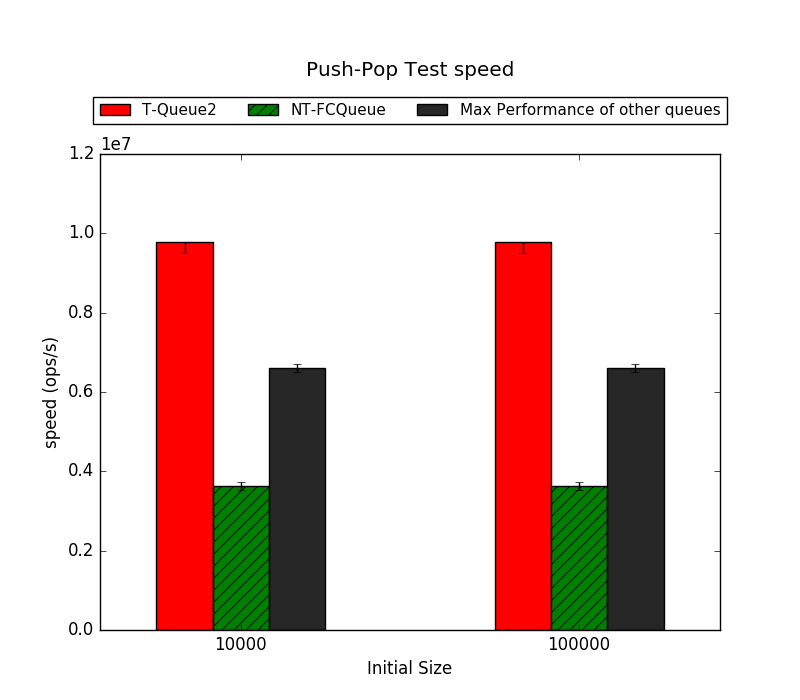 Push-Pop Test speed
T-Queue2 NT-FCQueue Max Performance of other queues
1e7
1.2
1.0
0.8
0.6
0.4
0.2
0.0
speed (ops/s)
10000 100000
Initial Size